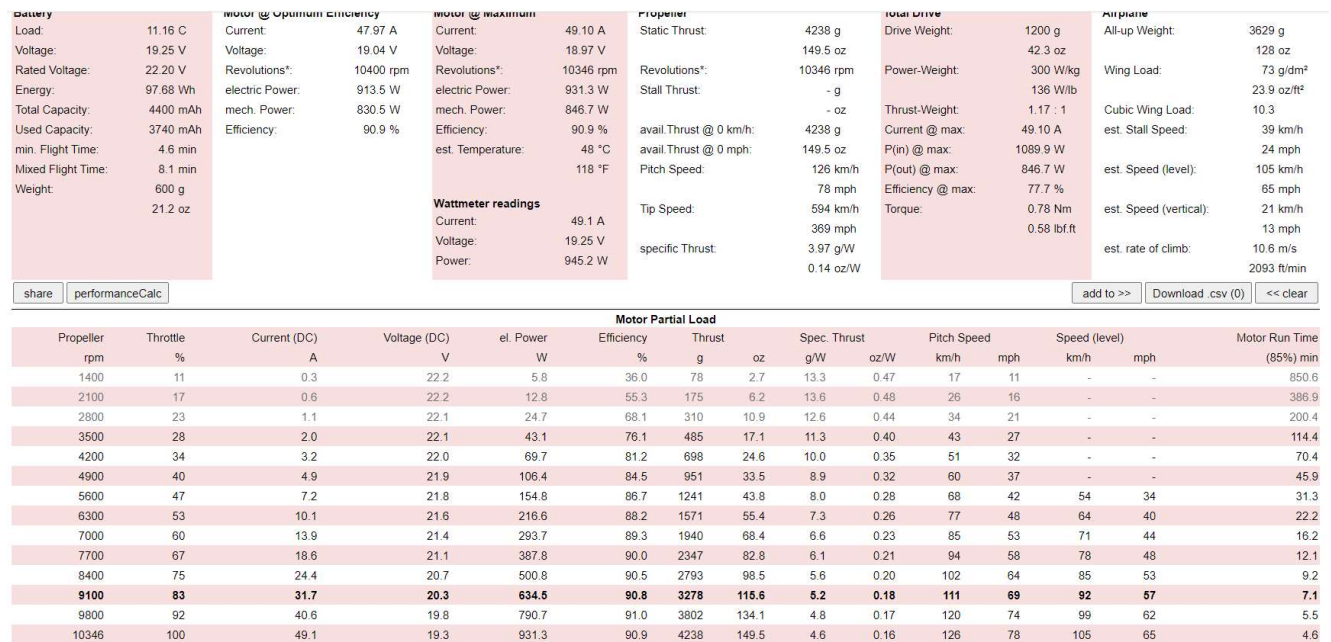 Battery Motor @ Optimum Efficiency Motor @ Maximum Propeller Total Drive Airplane
Load: 11.16 C Current: 47.97 A Current: 49.10 A Static Thrust: 4238 g Drive Weight: 1200 g All-up Weight: 3629 g
Voltage: 19.25 V Voltage: 19.04 V Voltage: 18.97 V 149.5 oz 42.3 oz 128 oz
Rated Voltage: 22.20 V Revolutions*: 10400 rpm Revolutions*: 10346 rpm Revolutions*: 10346 rpm Power-Weight: 300 W/kg Wing Load: 73 g/dm²
Energy: 97.68 Wh electric Power: 913.5 W electric Power: 931.3 W Stall Thrust: - g 136 W/lb 23.9 oz/ft²
Total Capacity: 4400 mAh mech. Power: 830.5 W mech. Power: 846.7 W - oz Thrust-Weight: 1.17 : 1 Cubic Wing Load: 10.3
Used Capacity: 3740 mAh Efficiency: 90.9 % Efficiency: 90.9 % avail.Thrust @ 0 km/h: 4238 g Current @ max: 49.10 A est. Stall Speed: 39 km/h
min. Flight Time: 4.6 min est. Temperature: 48 °C avail.Thrust @ 0 mph: 149.5 oz P(in) @ max: 1089.9 W 24 mph
Mixed Flight Time: 8.1 min 118 °F Pitch Speed: 126 km/h P(out) @ max: 846.7 W est. Speed (level): 105 km/h
Weight: 600 g 78 mph Efficiency @ max: 77.7 % 65 mph
21.2 oz Wattmeter readings Tip Speed: 594 km/h Torque: 0.78 Nm est. Speed (vertical): 21 km/h
Current: 49.1 A 369 mph 0.58 lbf.ft 13 mph
Voltage: 19.25 V specific Thrust: 3.97 g/W est. rate of climb: 10.6 m/s
Power: 945.2 W 0.14 oz/W 2093 ft/min
share performanceCalc add to >> Download .csv (0) << clear
Motor Partial Load
Propeller Throttle Current (DC) Voltage (DC) el. Power Efficiency Thrust Spec. Thrust Pitch Speed Speed (level) Motor Run Time
rpm % A V W % g oz g/W oz/W km/h mph km/h mph (85%) min
1400 11 0.3 22.2 5.8 36.0 78 2.7 13.3 0.47 17 11 - - 850.6
2100 17 0.6 22.2 12.8 55.3 175 6.2 13.6 0.48 26 16 - - 386.9
2800 23 1.1 22.1 24.7 68.1 310 10.9 12.6 0.44 34 21 - - 200.4
3500 28 2.0 22.1 43.1 76.1 485 17.1 11.3 0.40 43 27 - - 114.4
4200 34 3.2 22.0 69.7 81.2 698 24.6 10.0 0.35 51 32 - - 70.4
4900 40 4.9 21.9 106.4 84.5 951 33.5 8.9 0.32 60 37 - - 45.9
5600 47 7.2 21.8 154.8 86.7 1241 43.8 8.0 0.28 68 42 54 34 31.3
6300 53 10.1 21.6 216.6 88.2 1571 55.4 7.3 0.26 77 48 64 40 22.2
7000 60 13.9 21.4 293.7 89.3 1940 68.4 6.6 0.23 85 53 71 44 16.2
7700 67 18.6 21.1 387.8 90.0 2347 82.8 6.1 0.21 94 58 78 48 12.1
8400 75 24.4 20.7 500.8 90.5 2793 98.5 5.6 0.20 102 64 85 53 9.2
9100 83 31.7 20.3 634.5 90.8 3278 115.6 5.2 0.18 111 69 92 57 7.1
9800 92 40.6 19.8 790.7 91.0 3802 134.1 4.8 0.17 120 74 99 62 5.5
10346 100 49.1 19.3 931.3 90.9 4238 149.5 4.6 0.16 126 78 105 65 4.6